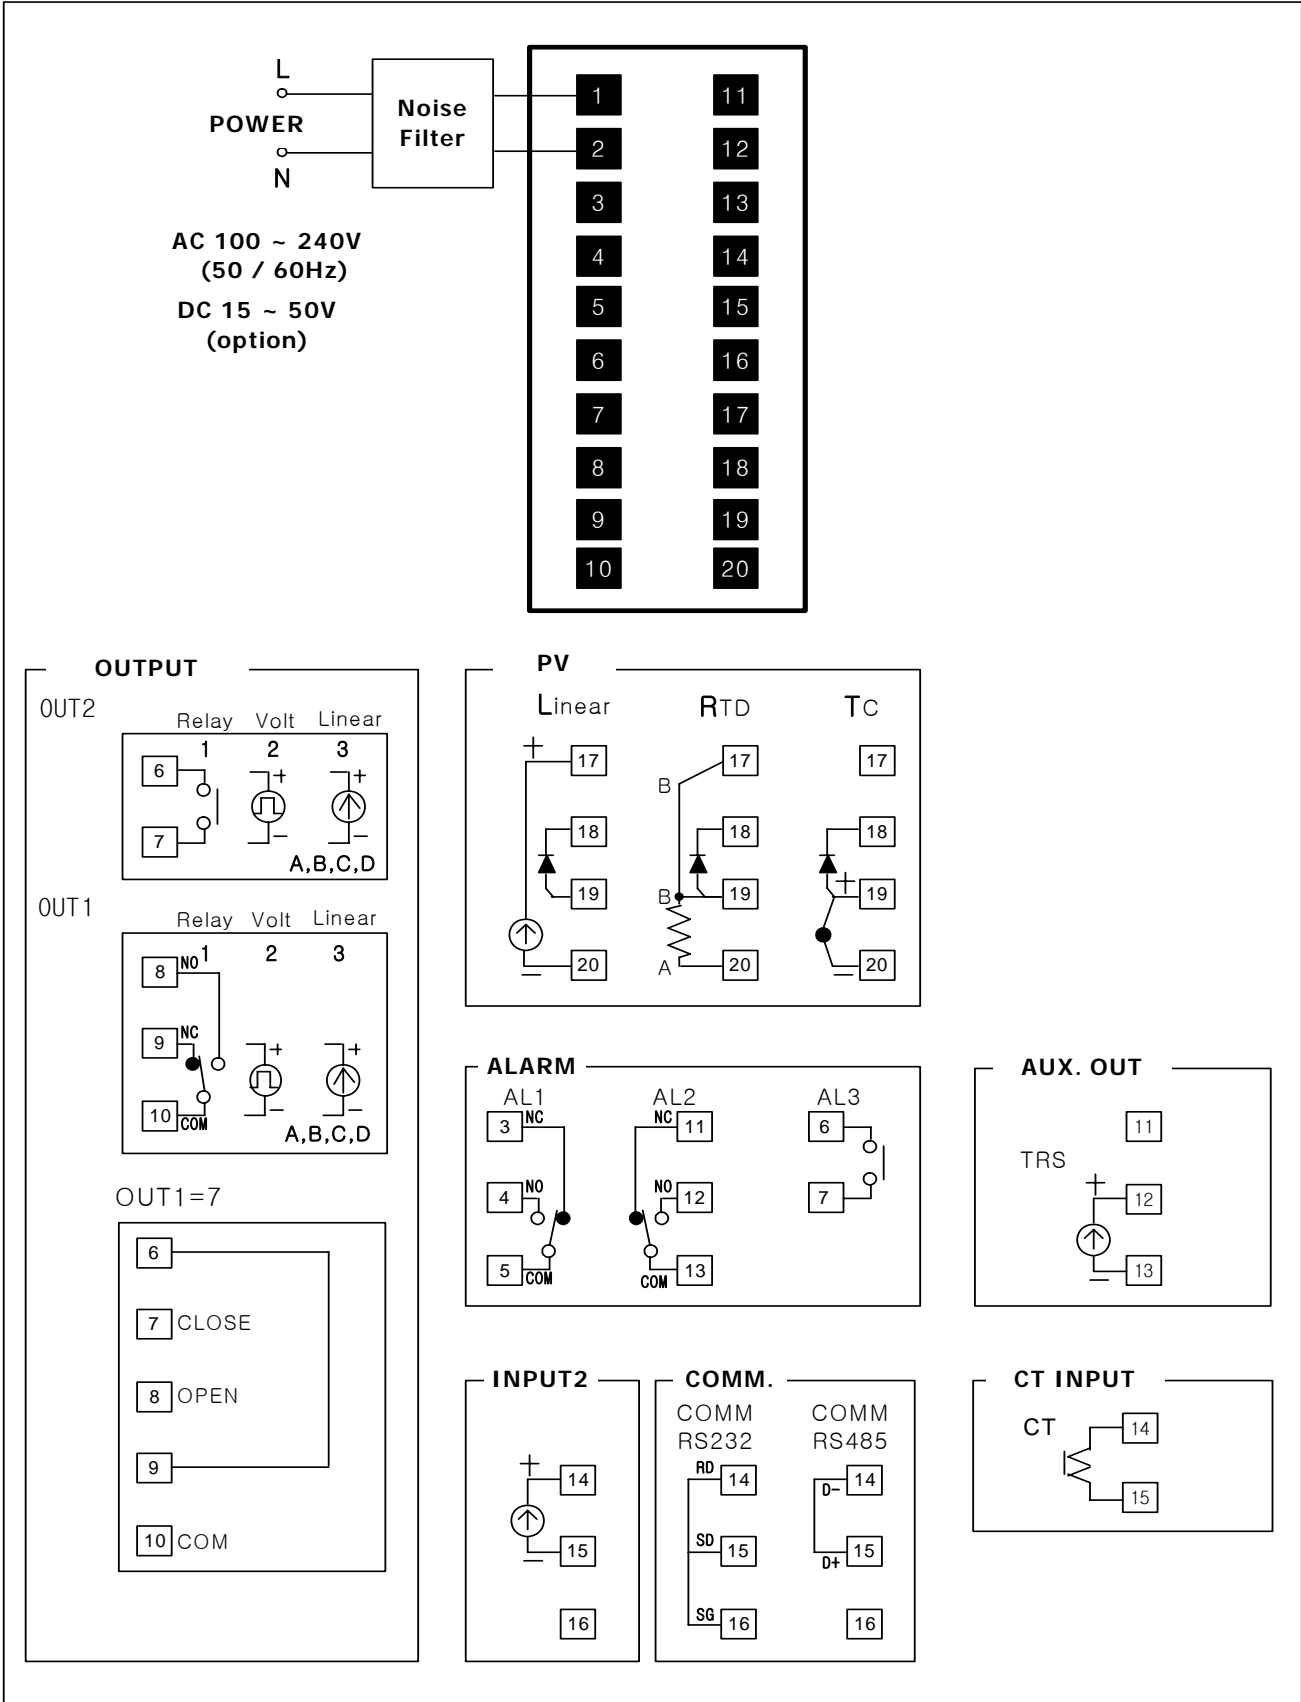 L
POWER
N
Noise
Filter
AC 100 ~ 240V
(50 / 60Hz)
DC 15 ~ 50V
(option)
1 11
2 12
3 13
4 14
5 15
6 16
7 17
8 18
9 19
10 20
OUTPUT
OUT2
Relay Volt Linear
1 2 3
6 + +
7 - -
A,B,C,D
OUT1
Relay Volt Linear
1 2 3
8 NO
9 NC + +
10 COM - -
A,B,C,D
OUT1=7
6
7 CLOSE
8 OPEN
9
10 COM
PV
Linear RTD TC
+ 17 B 17 17
18 18 18
19 B 19 + 19
- 20 A 20 - 20
ALARM
AL1 AL2 AL3
3 NC NC 11 6
4 NO NO 12 7
5 COM COM 13
AUX. OUT
11
TRS
+ 12
- 13
INPUT2
+ 14
- 15
16
COMM.
COMM COMM
RS232 RS485
RD 14 D- 14
SD 15 D+ 15
SG 16 16
CT INPUT
CT 14
15